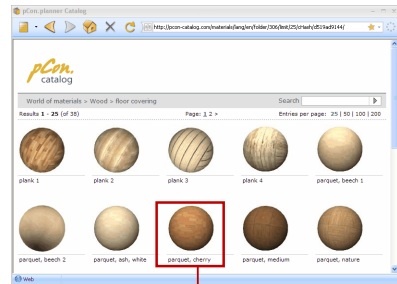 pCon.planner Catalog
http://pcon-catalog.com/materials/lang/en/folder/306/limit/25/cHash/d519ad9144/
pCon.
catalog
World of materials » Wood » floor covering
Search
Results 1 - 25 (of 38)
Page: 1 2 >
Entries per page: 25 | 50 | 100 | 200
plank 1
plank 2
plank 3
plank 4
parquet, beech 1
parquet, beech 2
parquet, ash, white
parquet, cherry
parquet, medium
parquet, nature
Web